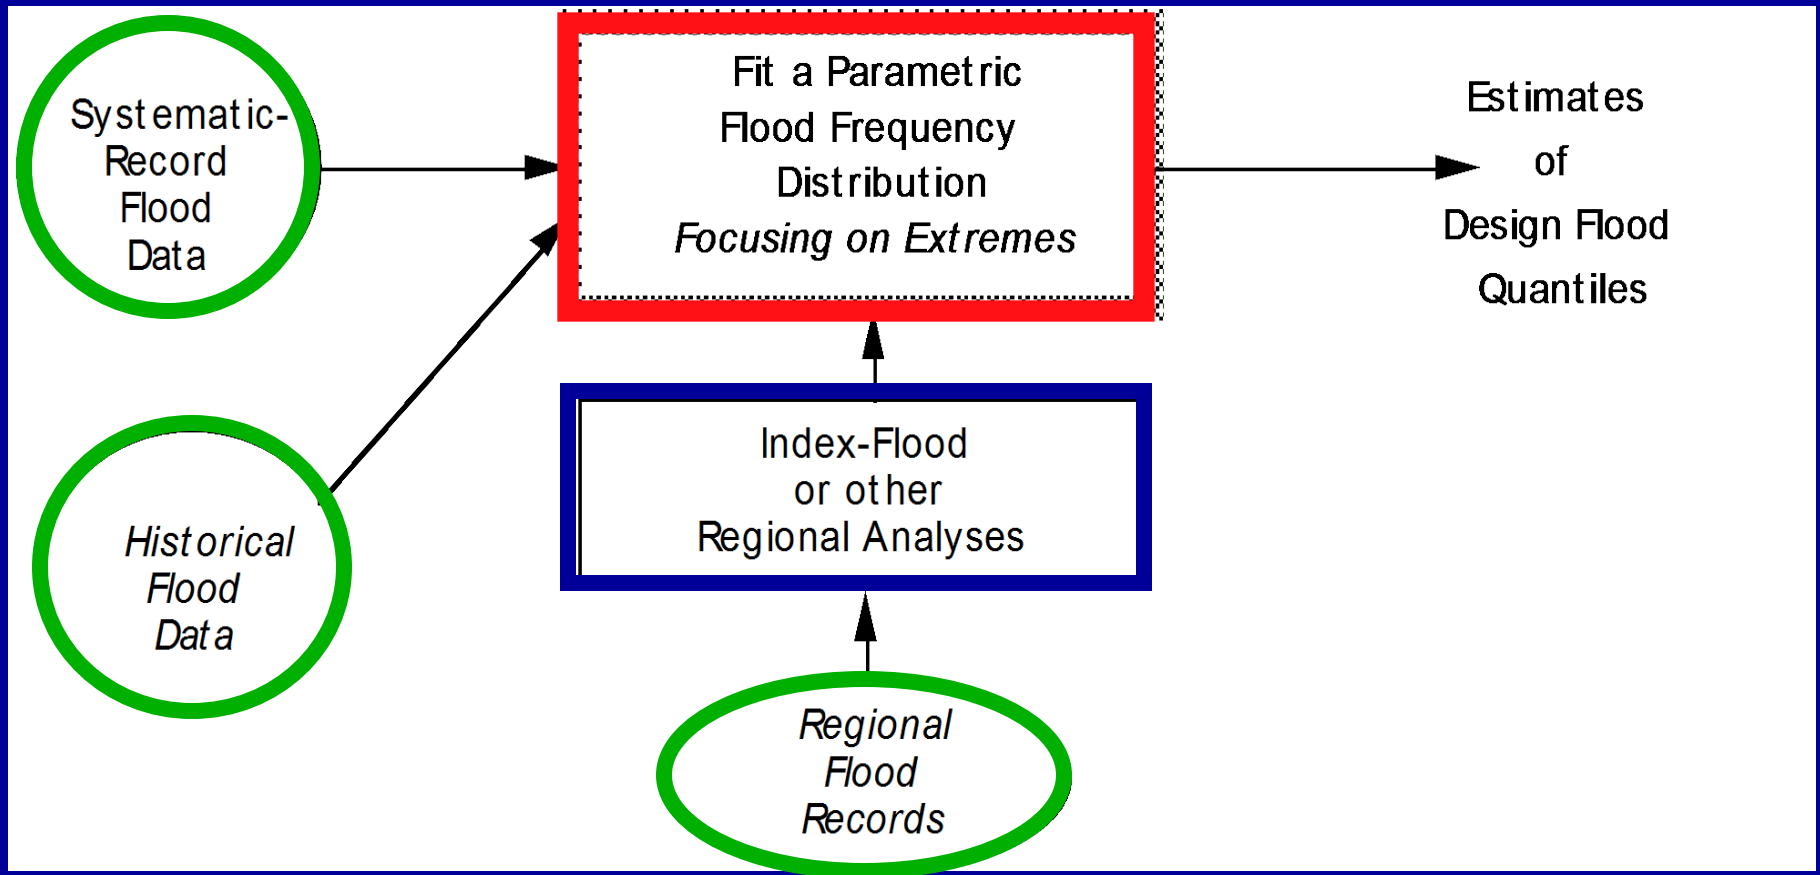 Systematic-
Record
Flood
Data
Fit a Parametric
Flood Frequency
Distribution
Focusing on Extremes
Estimates
of
Design Flood
Quantiles
Historical
Flood
Data
Index-Flood
or other
Regional Analyses
Regional
Flood
Records